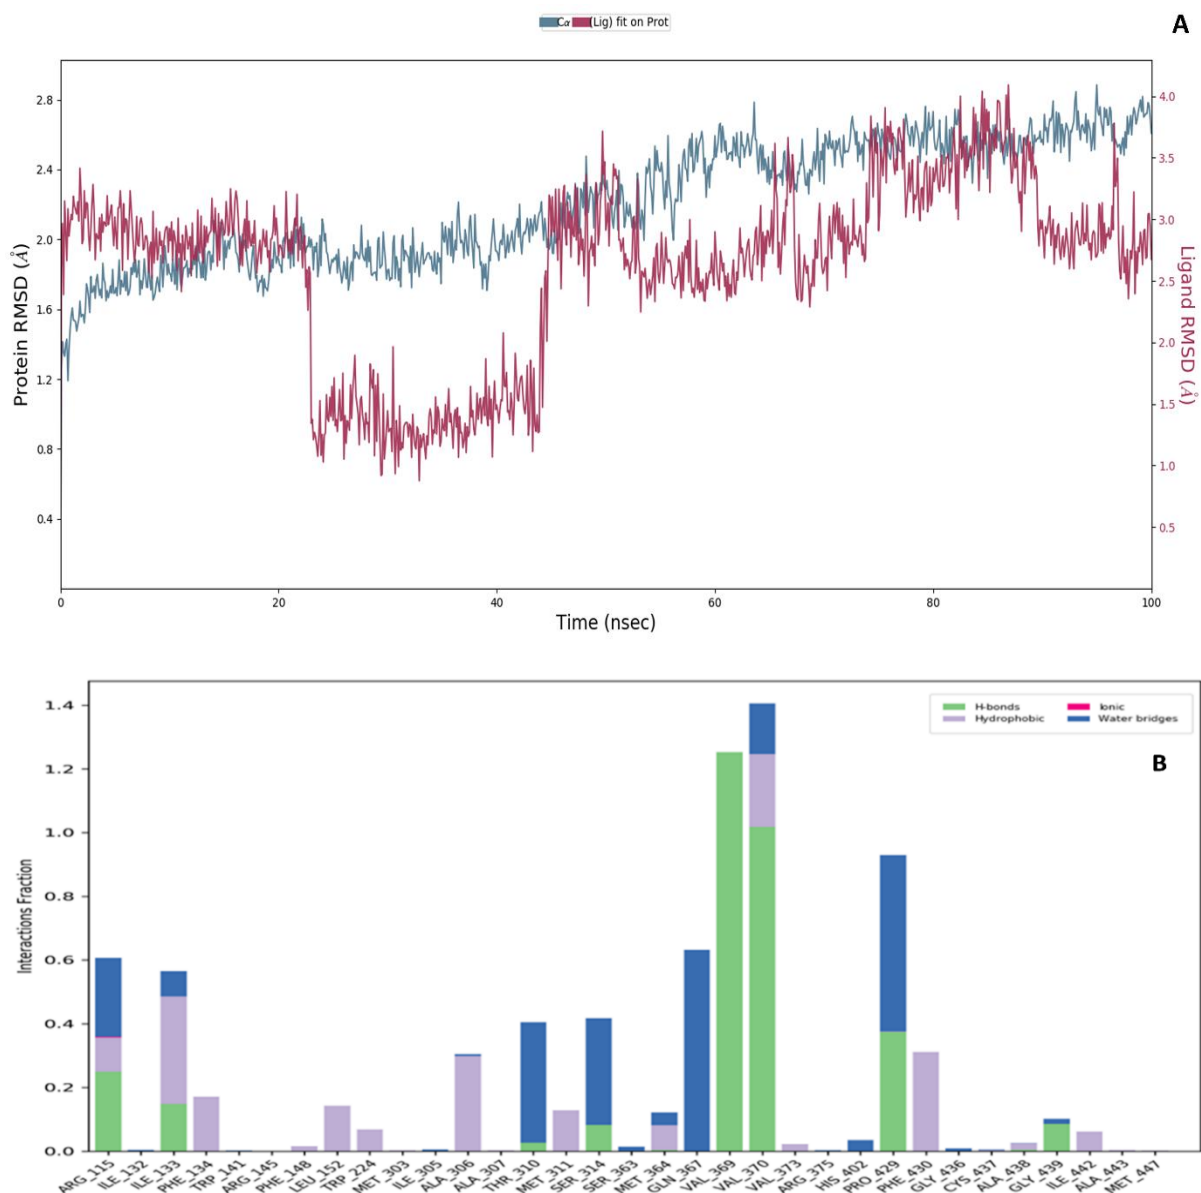 Cα (Lig) fit on Prot
A
Protein RMSD (Å)
2.8
2.4
2.0
1.6
1.2
0.8
0.4
4.0
3.5
3.0
2.5
2.0
1.5
1.0
0.5
Ligand RMSD (Å)
0 20 40 60 80 100
Time (nsec)
H-bonds Ionic
Hydrophobic Water bridges
B
Interactions Fraction
1.4
1.2
1.0
0.8
0.6
0.4
0.2
0.0
ARG_115 ILE_132 ILE_133 PHE_134 TRP_141 ARG_145 PHE_148 LEU_152 TRP_224 MET_303 ILE_305 ALA_306 ALA_307 THR_310 MET_311 SER_314 SER_363 MET_364 GLN_367 VAL_369 VAL_370 VAL_373 ARG_375 HIS_402 PRO_429 PHE_430 GLY_436 CYS_437 ALA_438 GLY_439 ILE_442 ALA_443 MET_447